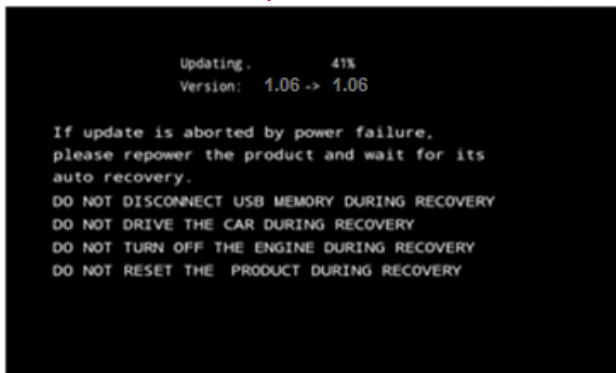 Updating. 41%
Version: 1.06 -> 1.06
If update is aborted by power failure,
please repower the product and wait for its
auto recovery.
DO NOT DISCONNECT USB MEMORY DURING RECOVERY
DO NOT DRIVE THE CAR DURING RECOVERY
DO NOT TURN OFF THE ENGINE DURING RECOVERY
DO NOT RESET THE PRODUCT DURING RECOVERY